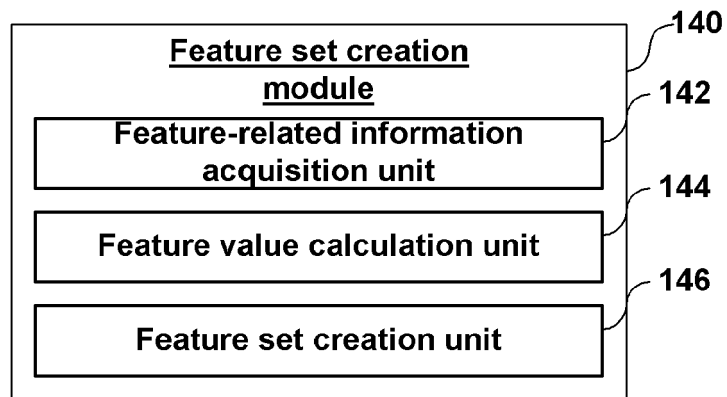 140
Feature set creation
module
142
Feature-related information
acquisition unit
144
Feature value calculation unit
146
Feature set creation unit